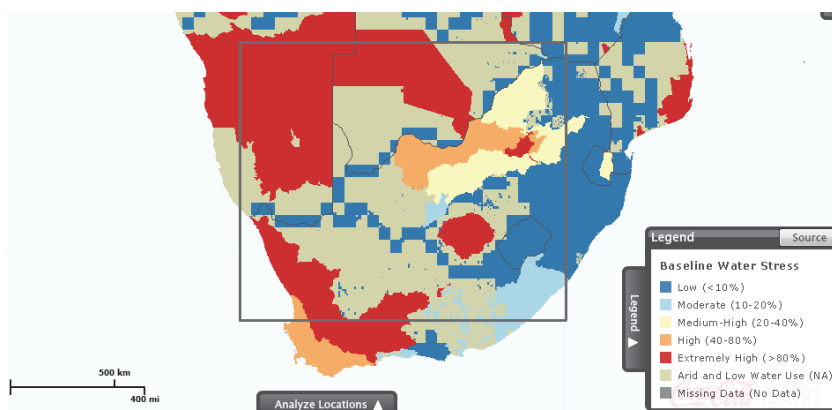 Legend Source
Baseline Water Stress
Low (<10%)
Moderate (10-20%)
Medium-High (20-40%)
High (40-80%)
Extremely High (>80%)
Arid and Low Water Use (NA)
Missing Data (No Data)
Legend
500 km
400 mi
Analyze Locations